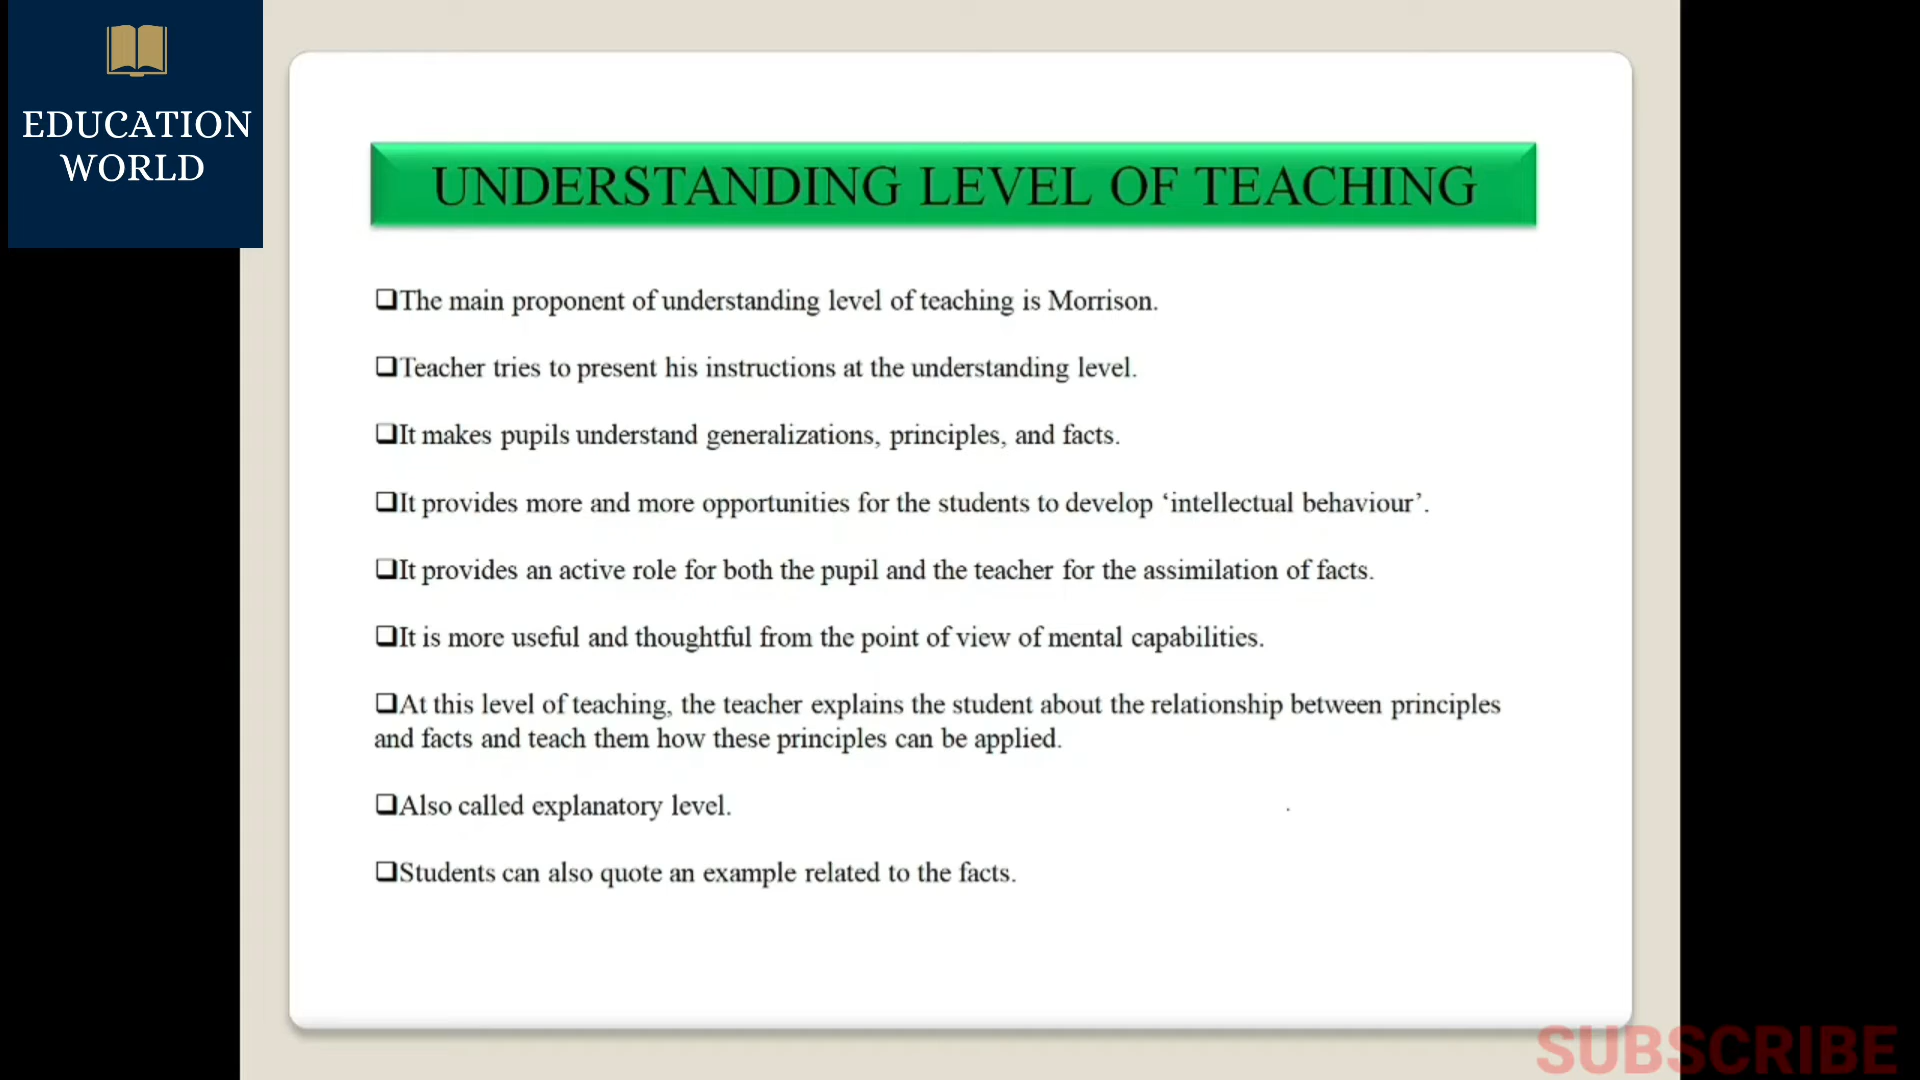 EDUCATION
WORLD
UNDERSTANDING LEVEL OF TEACHING
❑The main proponent of understanding level of teaching is Morrison.
❑Teacher tries to present his instructions at the understanding level.
❑It makes pupils understand generalizations, principles, and facts.
❑It provides more and more opportunities for the students to develop ‘intellectual behaviour’.
❑It provides an active role for both the pupil and the teacher for the assimilation of facts.
❑It is more useful and thoughtful from the point of view of mental capabilities.
❑At this level of teaching, the teacher explains the student about the relationship between principles
and facts and teach them how these principles can be applied.
❑Also called explanatory level.
❑Students can also quote an example related to the facts.
SUBSCRIBE